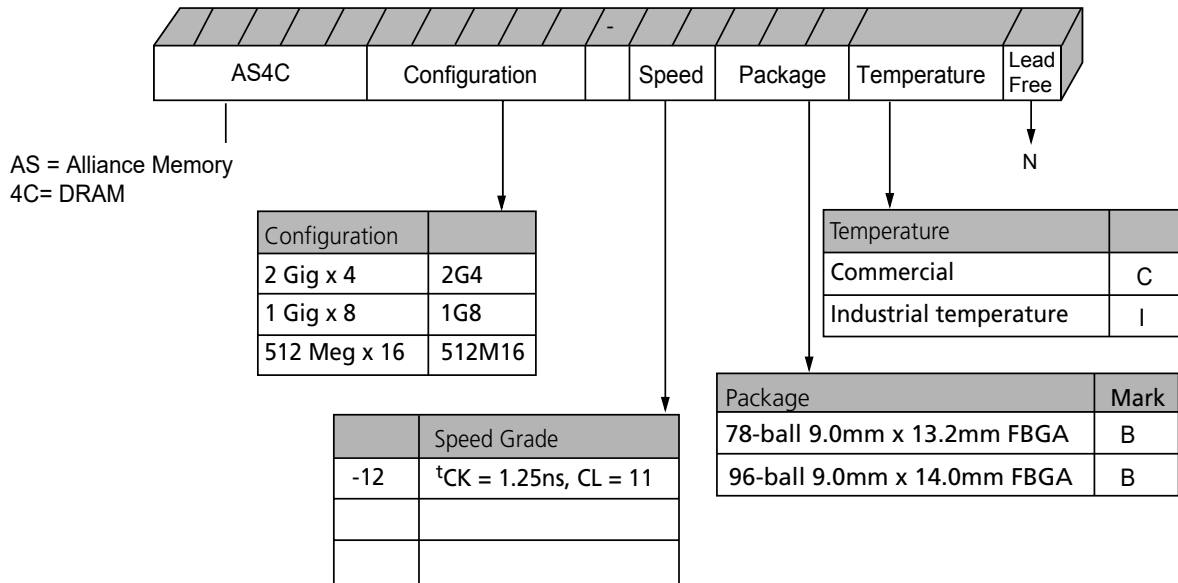 -
AS4C Configuration Speed Package Temperature Lead Free
AS = Alliance Memory
4C= DRAM
N
Configuration
2 Gig x 4 2G4
1 Gig x 8 1G8
512 Meg x 16 512M16
Temperature
Commercial C
Industrial temperature I
Package Mark
78-ball 9.0mm x 13.2mm FBGA B
96-ball 9.0mm x 14.0mm FBGA B
Speed Grade
-12 tCK = 1.25ns, CL = 11